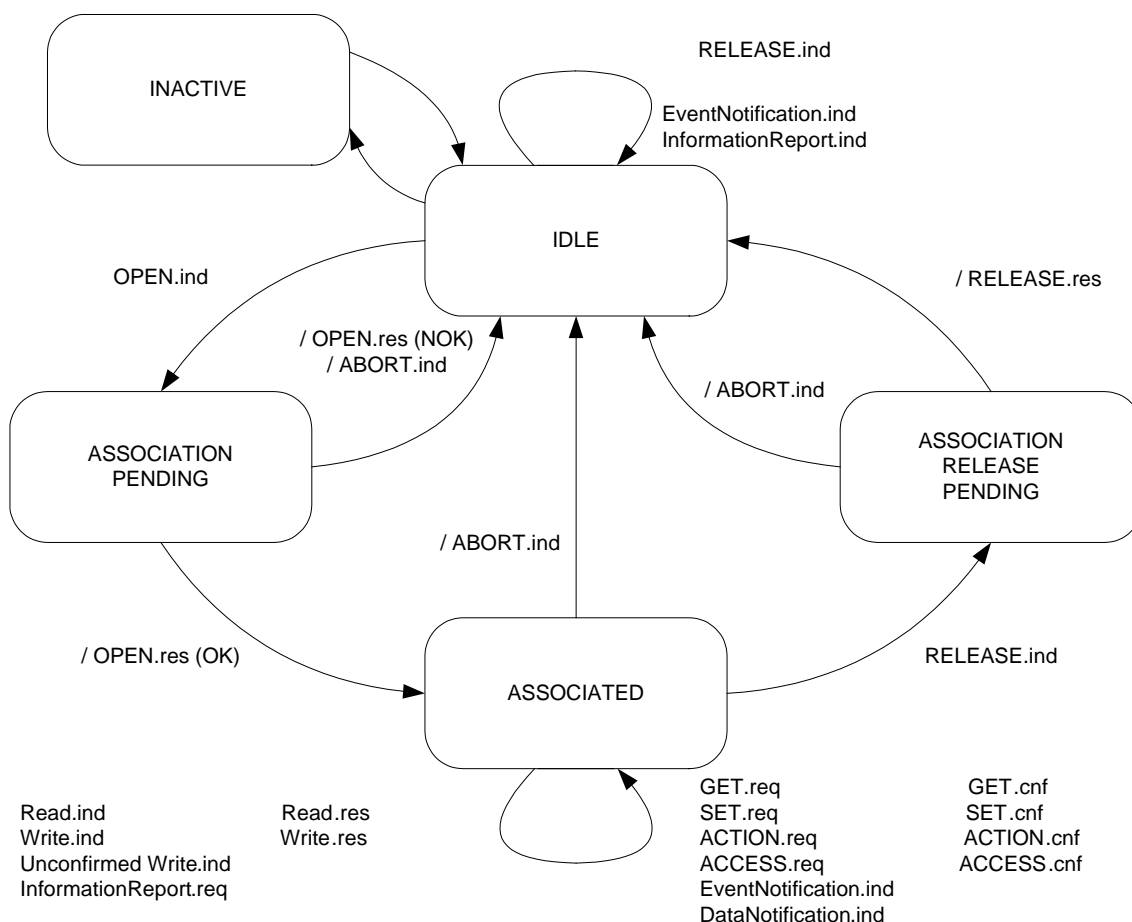 INACTIVE
RELEASE.ind
EventNotification.ind
InformationReport.ind
IDLE
OPEN.ind
/ RELEASE.res
/ OPEN.res (NOK)
/ ABORT.ind
/ ABORT.ind
ASSOCIATION
PENDING
ASSOCIATION
RELEASE
PENDING
/ ABORT.ind
/ OPEN.res (OK)
RELEASE.ind
ASSOCIATED
Read.ind
Write.ind
Unconfirmed Write.ind
InformationReport.req
Read.res
Write.res
GET.req
SET.req
ACTION.req
ACCESS.req
EventNotification.ind
DataNotification.ind
GET.cnf
SET.cnf
ACTION.cnf
ACCESS.cnf